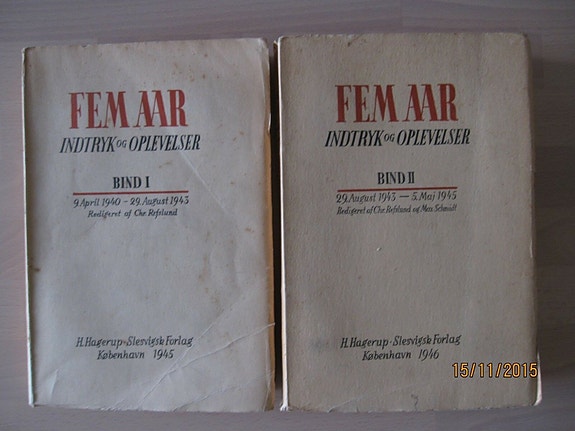 FEM AAR
INDTRYK OG OPLEVELSER
BIND I
9. April 1940 - 29. August 1943
Redigeret af Chr. Refslund
H. Hagerup · Slesvigsk Forlag
København 1945
FEM AAR
INDTRYK OG OPLEVELSER
BIND II
29. August 1943 — 5. Maj 1945
Redigeret af Chr. Refslund og Max Schmidt
H. Hagerup · Slesvigsk Forlag
København 1946
15/11/2015